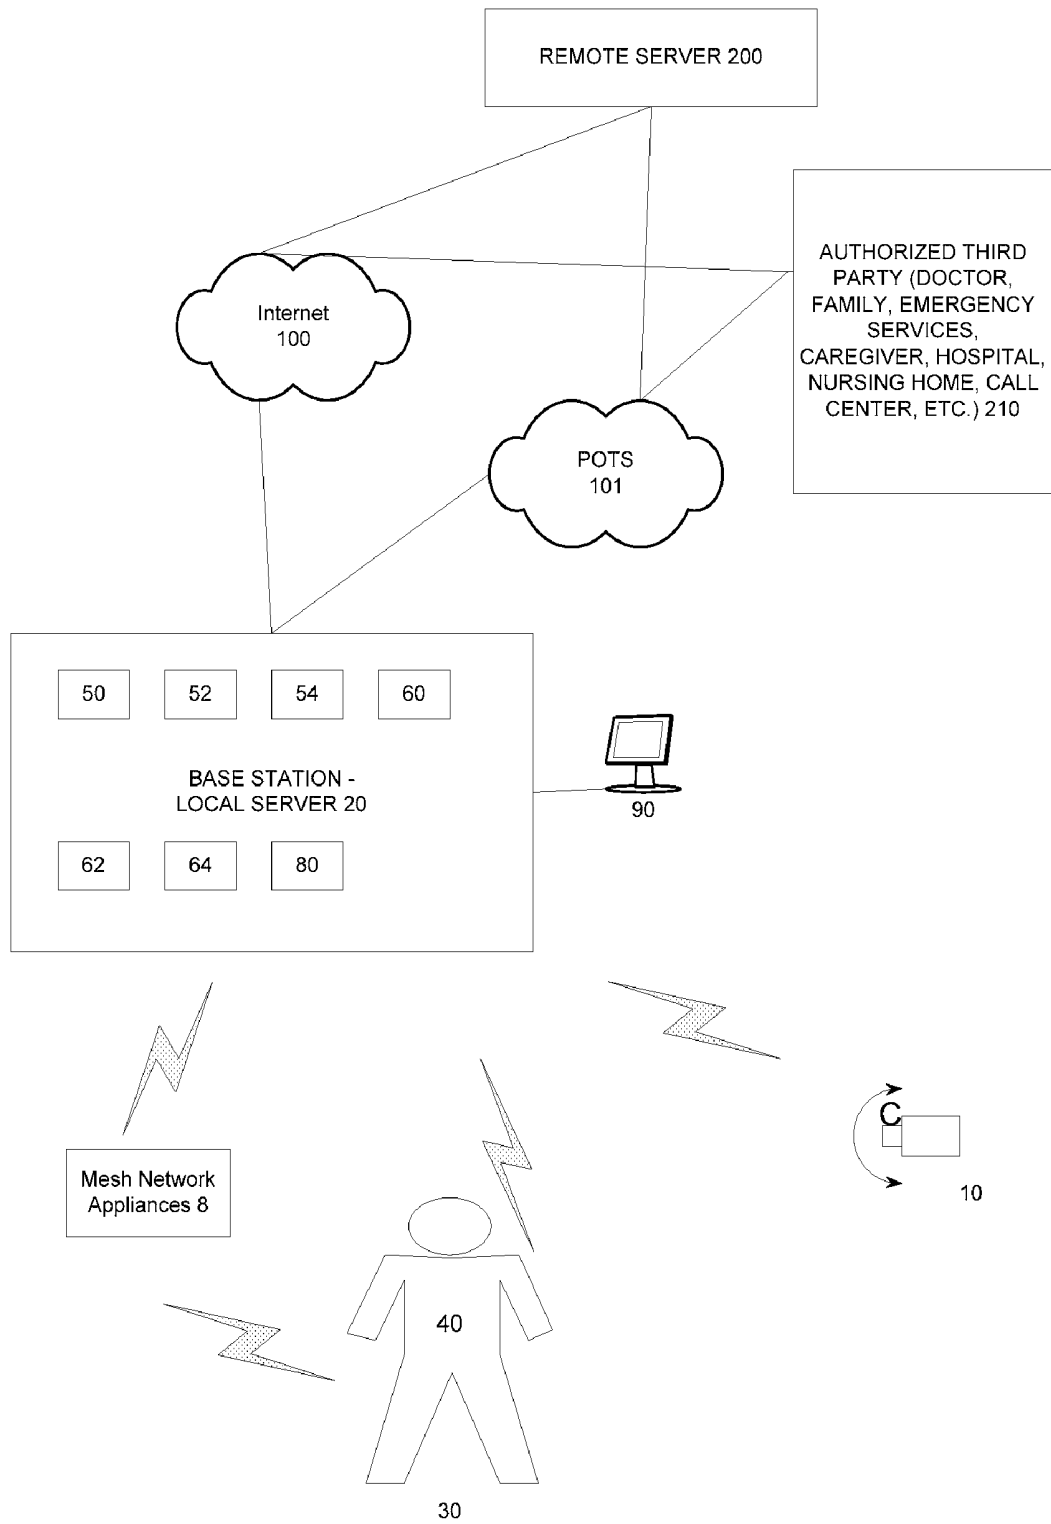 REMOTE SERVER 200
AUTHORIZED THIRD
PARTY (DOCTOR,
FAMILY, EMERGENCY
SERVICES,
CAREGIVER, HOSPITAL,
NURSING HOME, CALL
CENTER, ETC.) 210
Internet
100
POTS
101
50
52
54
60
BASE STATION -
LOCAL SERVER 20
62
64
80
90
Mesh Network
Appliances 8
C
10
40
30